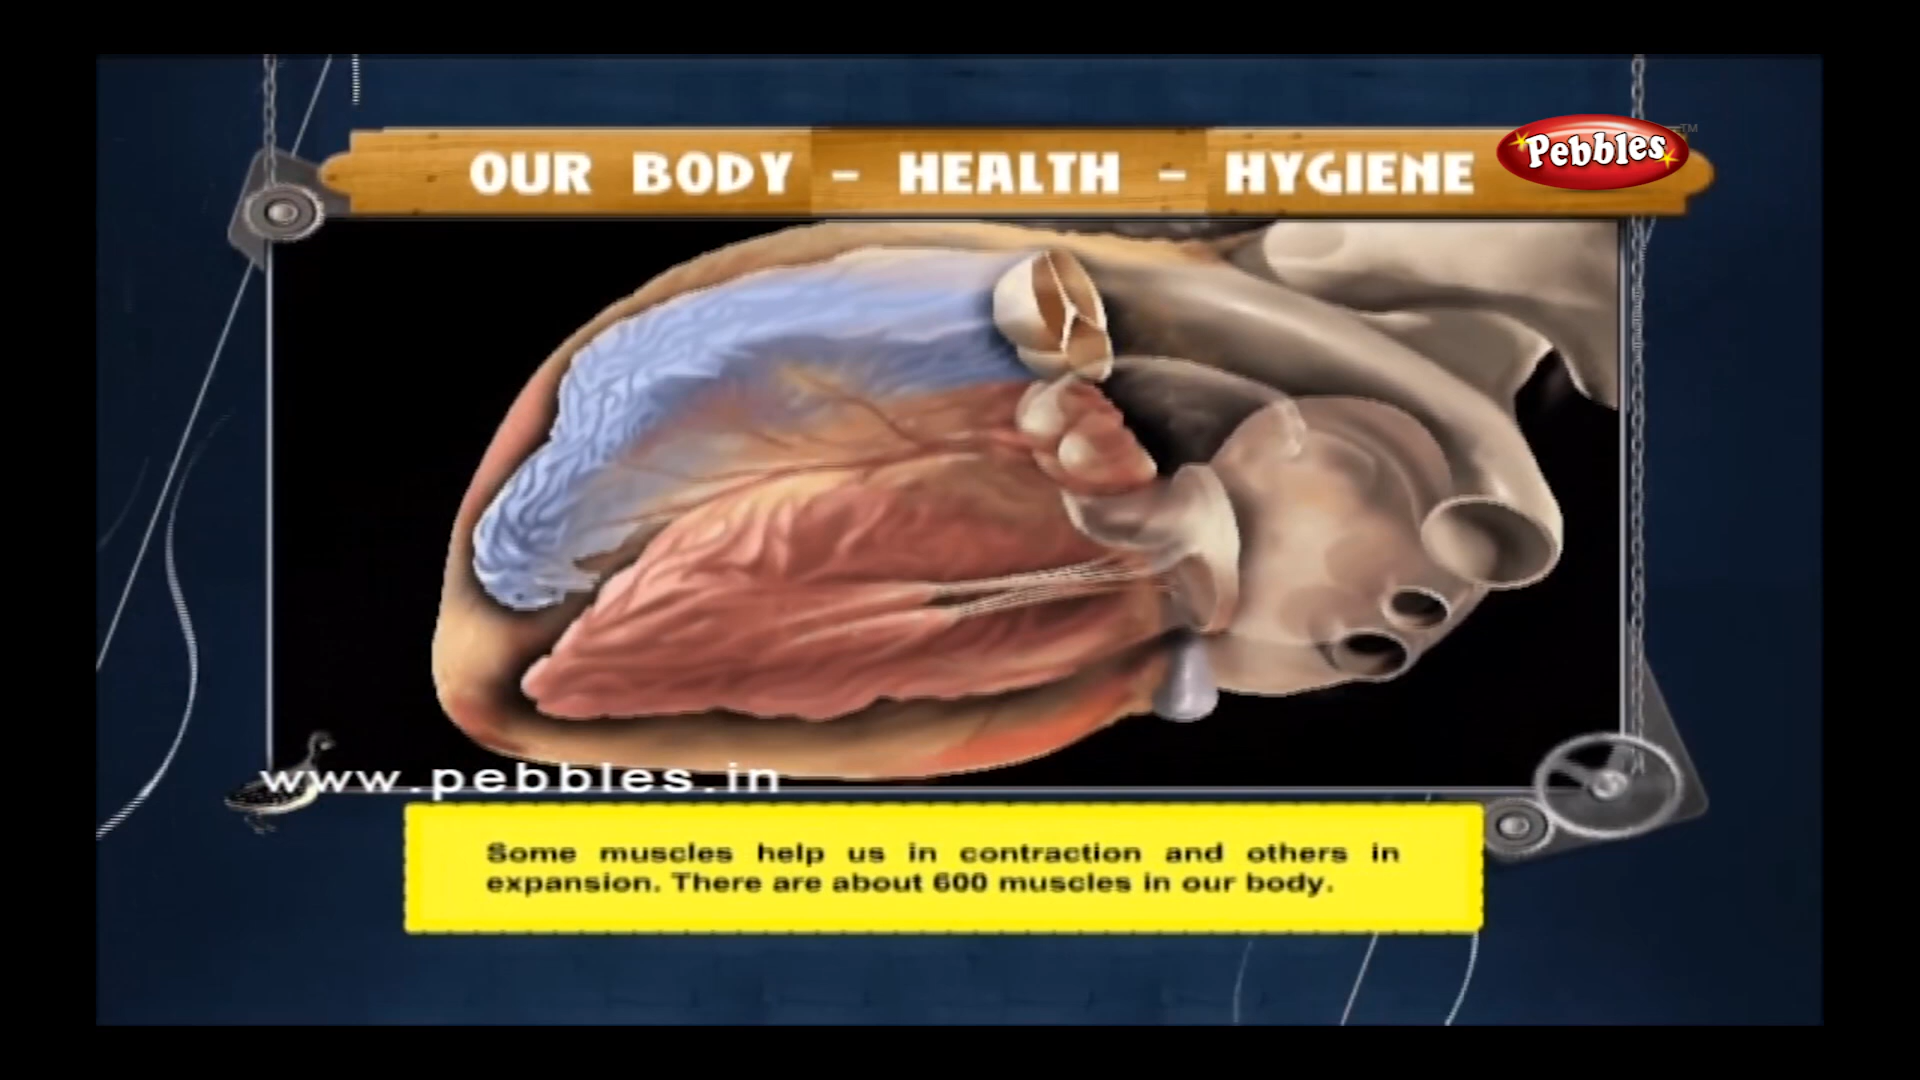 OUR BODY - HEALTH - HYGIENE
Pebbles TM
www.pebbles.in
Some muscles help us in contraction and others in
expansion. There are about 600 muscles in our body.